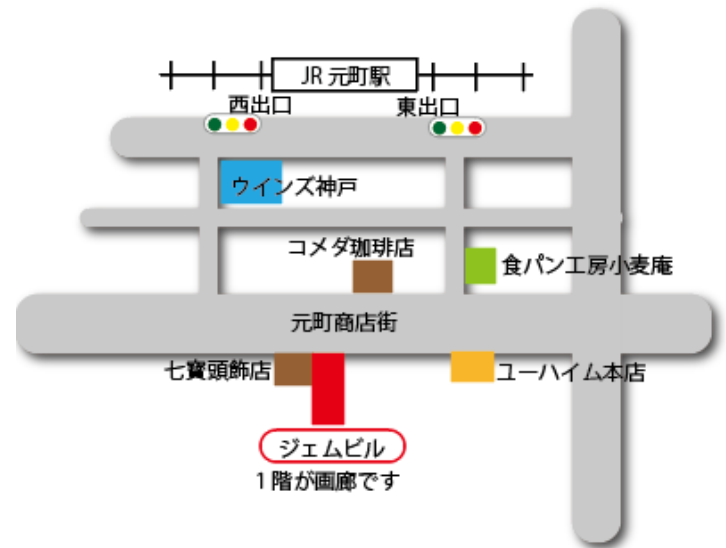 JR 元町駅
西出口
東出口
ウインズ神戸
コメダ珈琲店
食パン工房小麦庵
元町商店街
七寳頭飾店
ユーハイム本店
ジェムビル
1階が画廊です